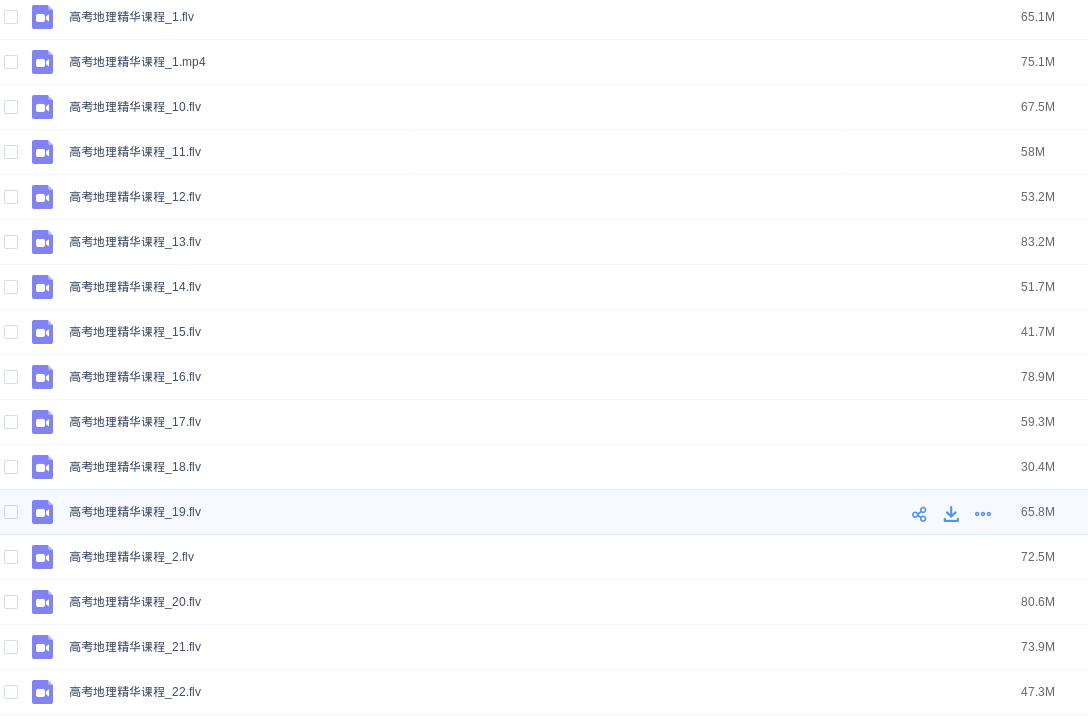 高考地理精华课程_1.flv 65.1M
高考地理精华课程_1.mp4 75.1M
高考地理精华课程_10.flv 67.5M
高考地理精华课程_11.flv 58M
高考地理精华课程_12.flv 53.2M
高考地理精华课程_13.flv 83.2M
高考地理精华课程_14.flv 51.7M
高考地理精华课程_15.flv 41.7M
高考地理精华课程_16.flv 78.9M
高考地理精华课程_17.flv 59.3M
高考地理精华课程_18.flv 30.4M
高考地理精华课程_19.flv 65.8M
高考地理精华课程_2.flv 72.5M
高考地理精华课程_20.flv 80.6M
高考地理精华课程_21.flv 73.9M
高考地理精华课程_22.flv 47.3M